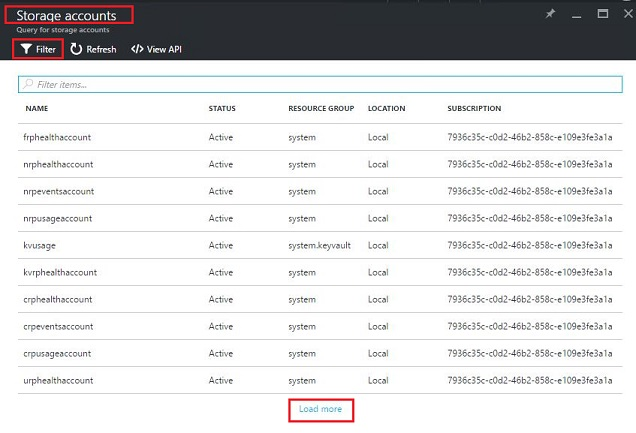 Storage accounts
Query for storage accounts
Filter Refresh </> View API
Filter items...
NAME STATUS RESOURCE GROUP LOCATION SUBSCRIPTION
frphealthaccount Active system Local 7936c35c-c0d2-46b2-858c-e109e3fe3a1a
nrphealthaccount Active system Local 7936c35c-c0d2-46b2-858c-e109e3fe3a1a
nrpeventsaccount Active system Local 7936c35c-c0d2-46b2-858c-e109e3fe3a1a
nrpusageaccount Active system Local 7936c35c-c0d2-46b2-858c-e109e3fe3a1a
kvusage Active system.keyvault Local 7936c35c-c0d2-46b2-858c-e109e3fe3a1a
kvrphealthaccount Active system Local 7936c35c-c0d2-46b2-858c-e109e3fe3a1a
crphealthaccount Active system Local 7936c35c-c0d2-46b2-858c-e109e3fe3a1a
crpeventsaccount Active system Local 7936c35c-c0d2-46b2-858c-e109e3fe3a1a
crpusageaccount Active system Local 7936c35c-c0d2-46b2-858c-e109e3fe3a1a
urphealthaccount Active system Local 7936c35c-c0d2-46b2-858c-e109e3fe3a1a
Load more